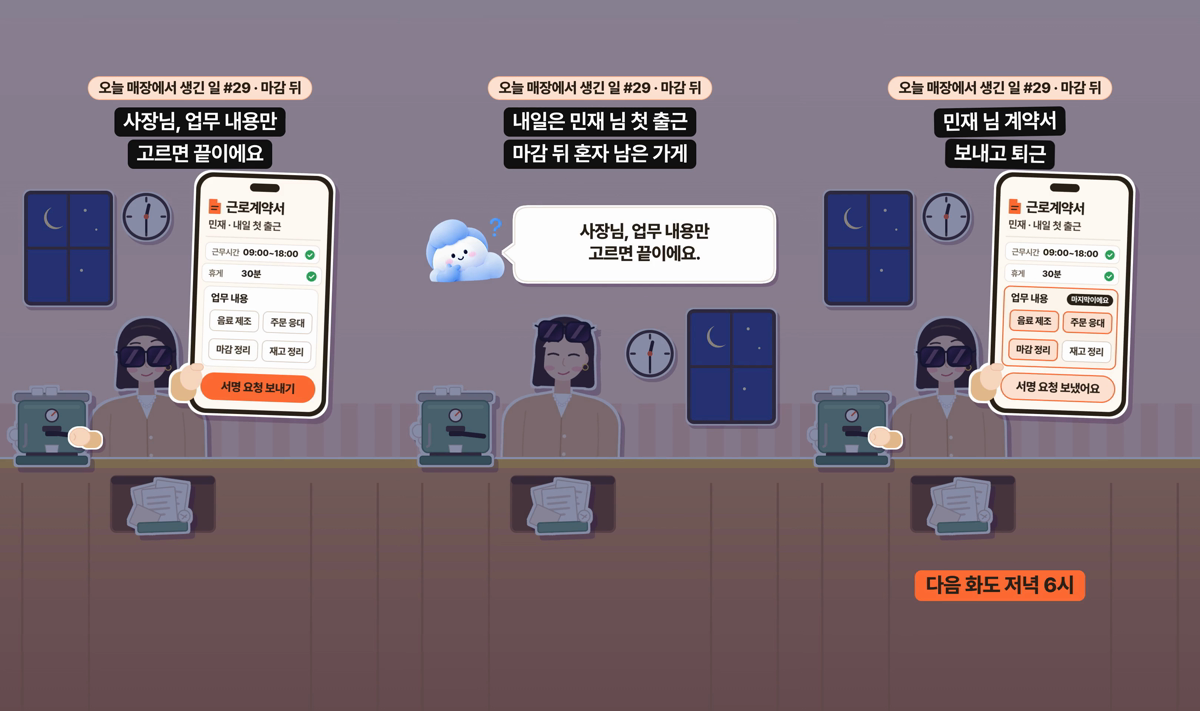 오늘 매장에서 생긴 일 #29 · 마감 뒤
사장님, 업무 내용만
고르면 끝이에요
근로계약서
민재 · 내일 첫 출근
근무시간 09:00~18:00
휴게 30분
업무 내용
음료 제조 주문 응대
마감 정리 재고 정리
서명 요청 보내기
오늘 매장에서 생긴 일 #29 · 마감 뒤
내일은 민재 님 첫 출근
마감 뒤 혼자 남은 가게
?
사장님, 업무 내용만
고르면 끝이에요.
오늘 매장에서 생긴 일 #29 · 마감 뒤
민재 님 계약서
보내고 퇴근
근로계약서
민재 · 내일 첫 출근
근무시간 09:00~18:00
휴게 30분
업무 내용 마지막이에요
음료 제조 주문 응대
마감 정리 재고 정리
서명 요청 보냈어요
다음 화도 저녁 6시